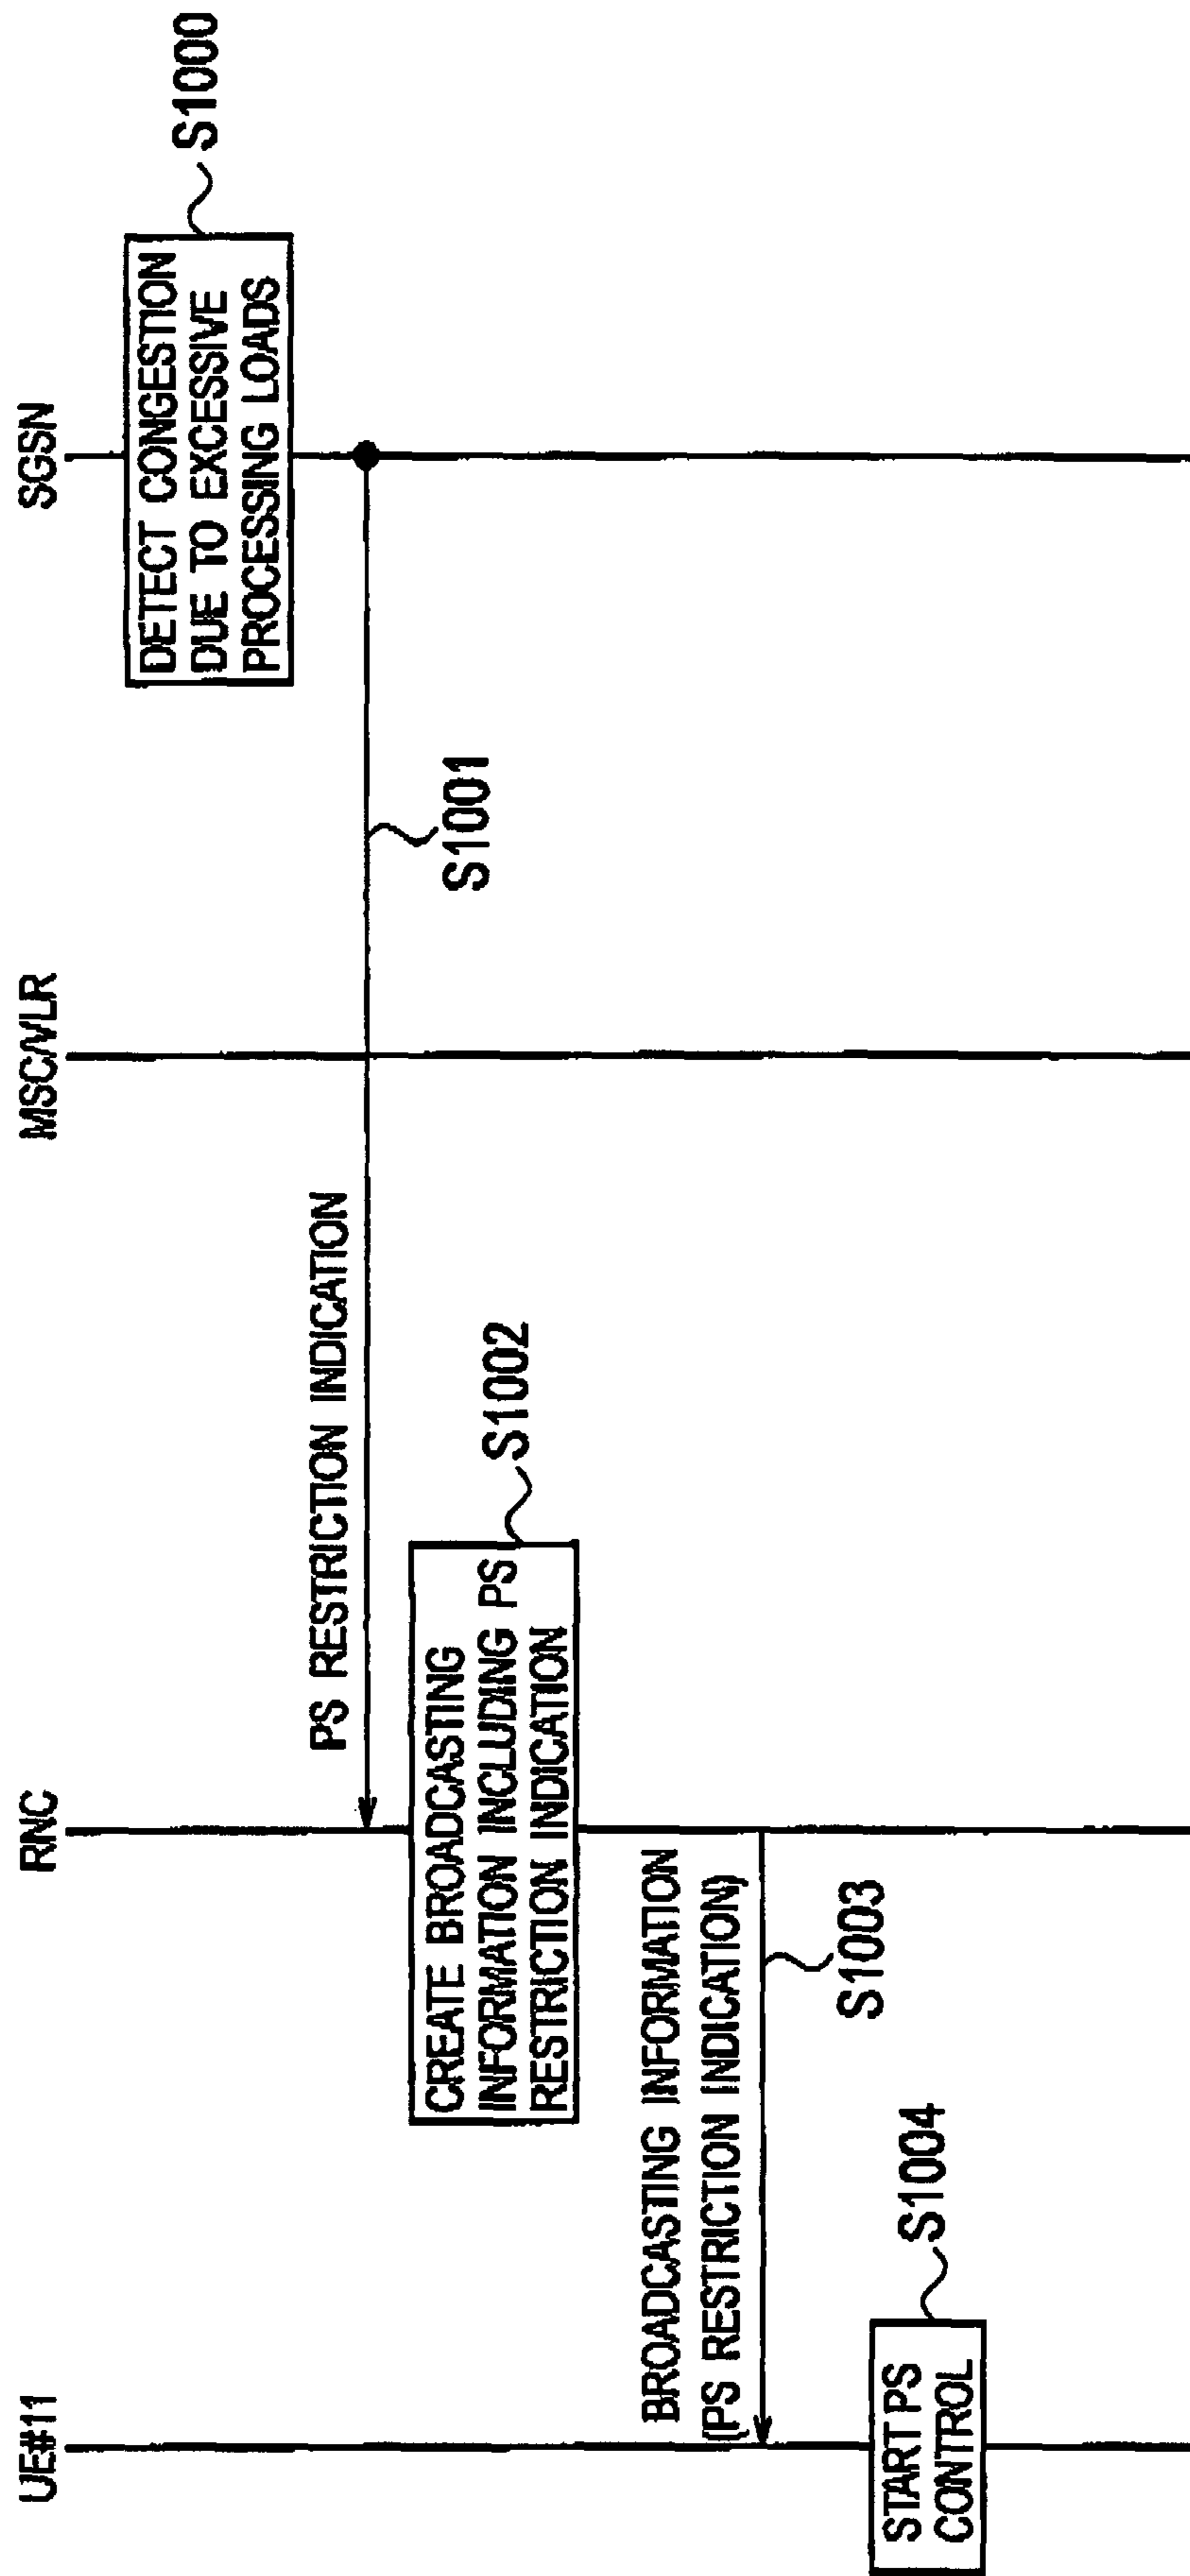 UE#11
RNC
MSC/VLR
SGSN
DETECT CONGESTION
DUE TO EXCESSIVE
PROCESSING LOADS
S1000
PS RESTRICTION INDICATION
S1001
CREATE BROADCASTING
INFORMATION INCLUDING PS
RESTRICTION INDICATION
S1002
BROADCASTING INFORMATION
(PS RESTRICTION INDICATION)
S1003
START PS
CONTROL
S1004